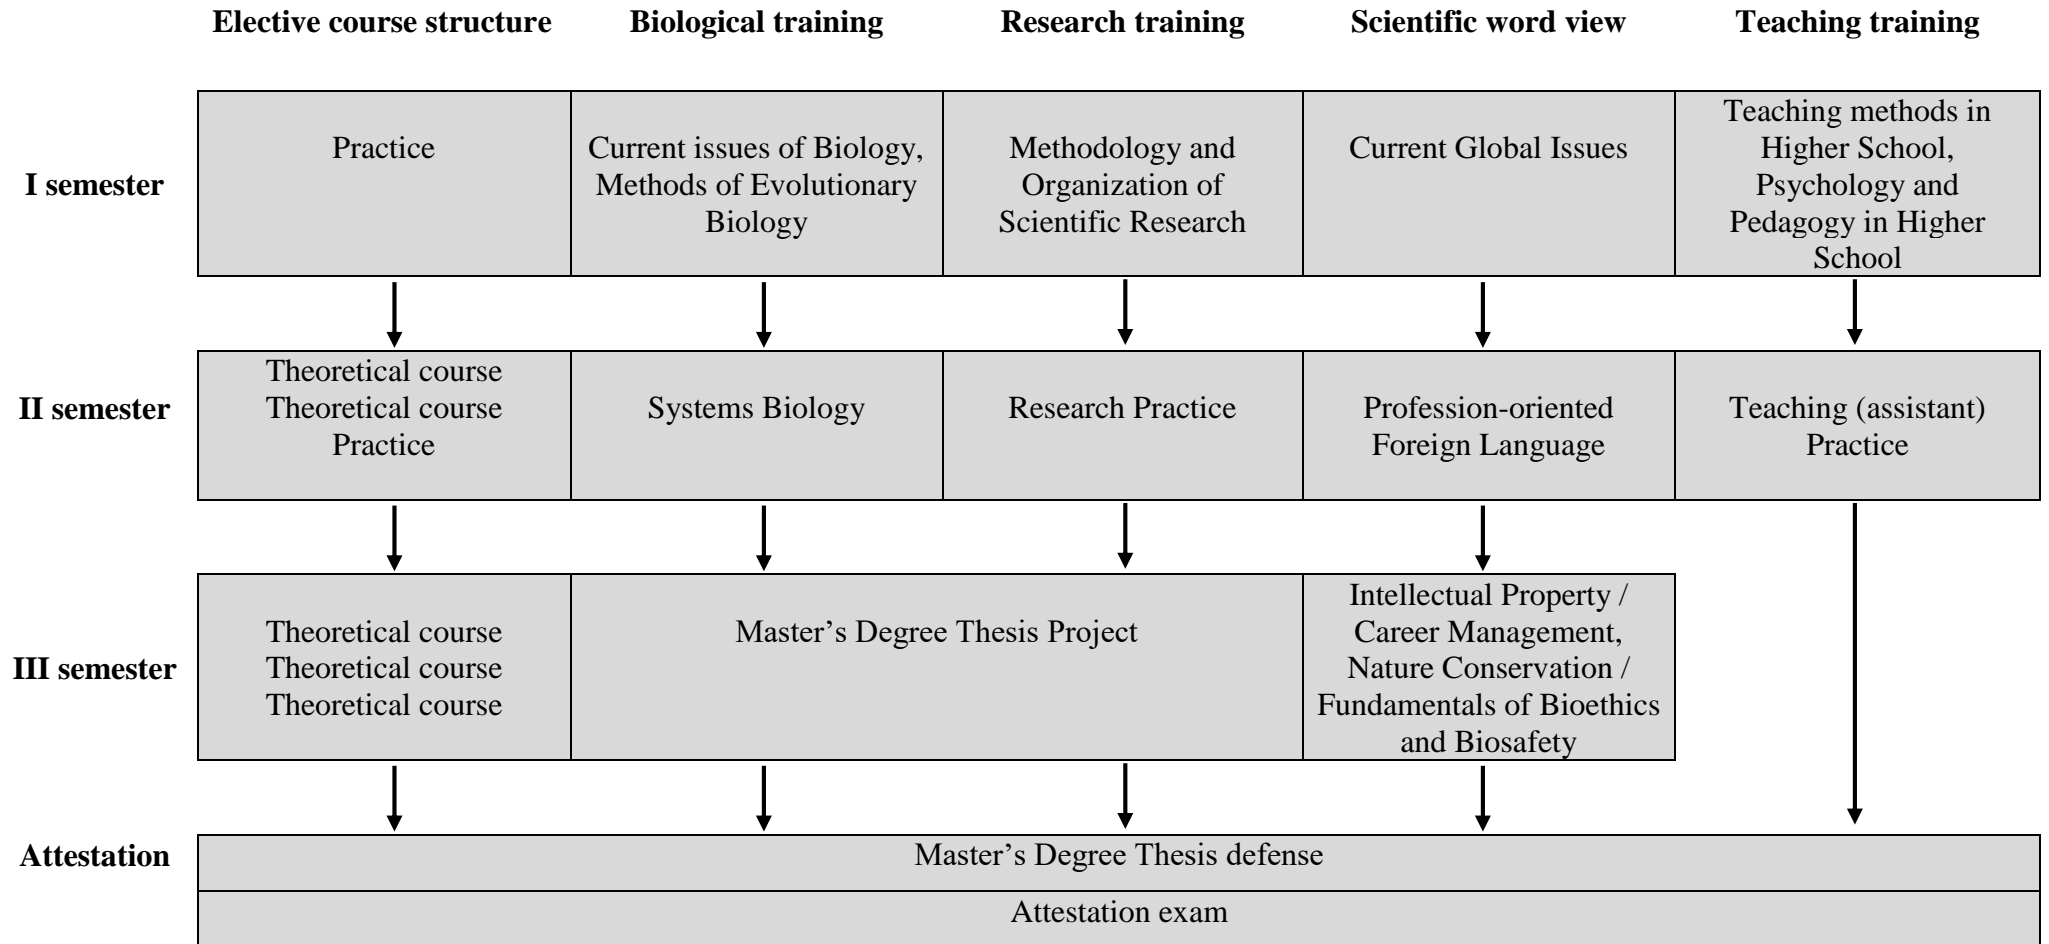 Elective course structure
Biological training
Research training
Scientific word view
Teaching training
I semester
Practice
Current issues of Biology,
Methods of Evolutionary
Biology
Methodology and
Organization of
Scientific Research
Current Global Issues
Teaching methods in
Higher School,
Psychology and
Pedagogy in Higher
School
II semester
Theoretical course
Theoretical course
Practice
Systems Biology
Research Practice
Profession-oriented
Foreign Language
Teaching (assistant)
Practice
III semester
Theoretical course
Theoretical course
Theoretical course
Master’s Degree Thesis Project
Intellectual Property /
Career Management,
Nature Conservation /
Fundamentals of Bioethics
and Biosafety
Attestation
Master’s Degree Thesis defense
Attestation exam